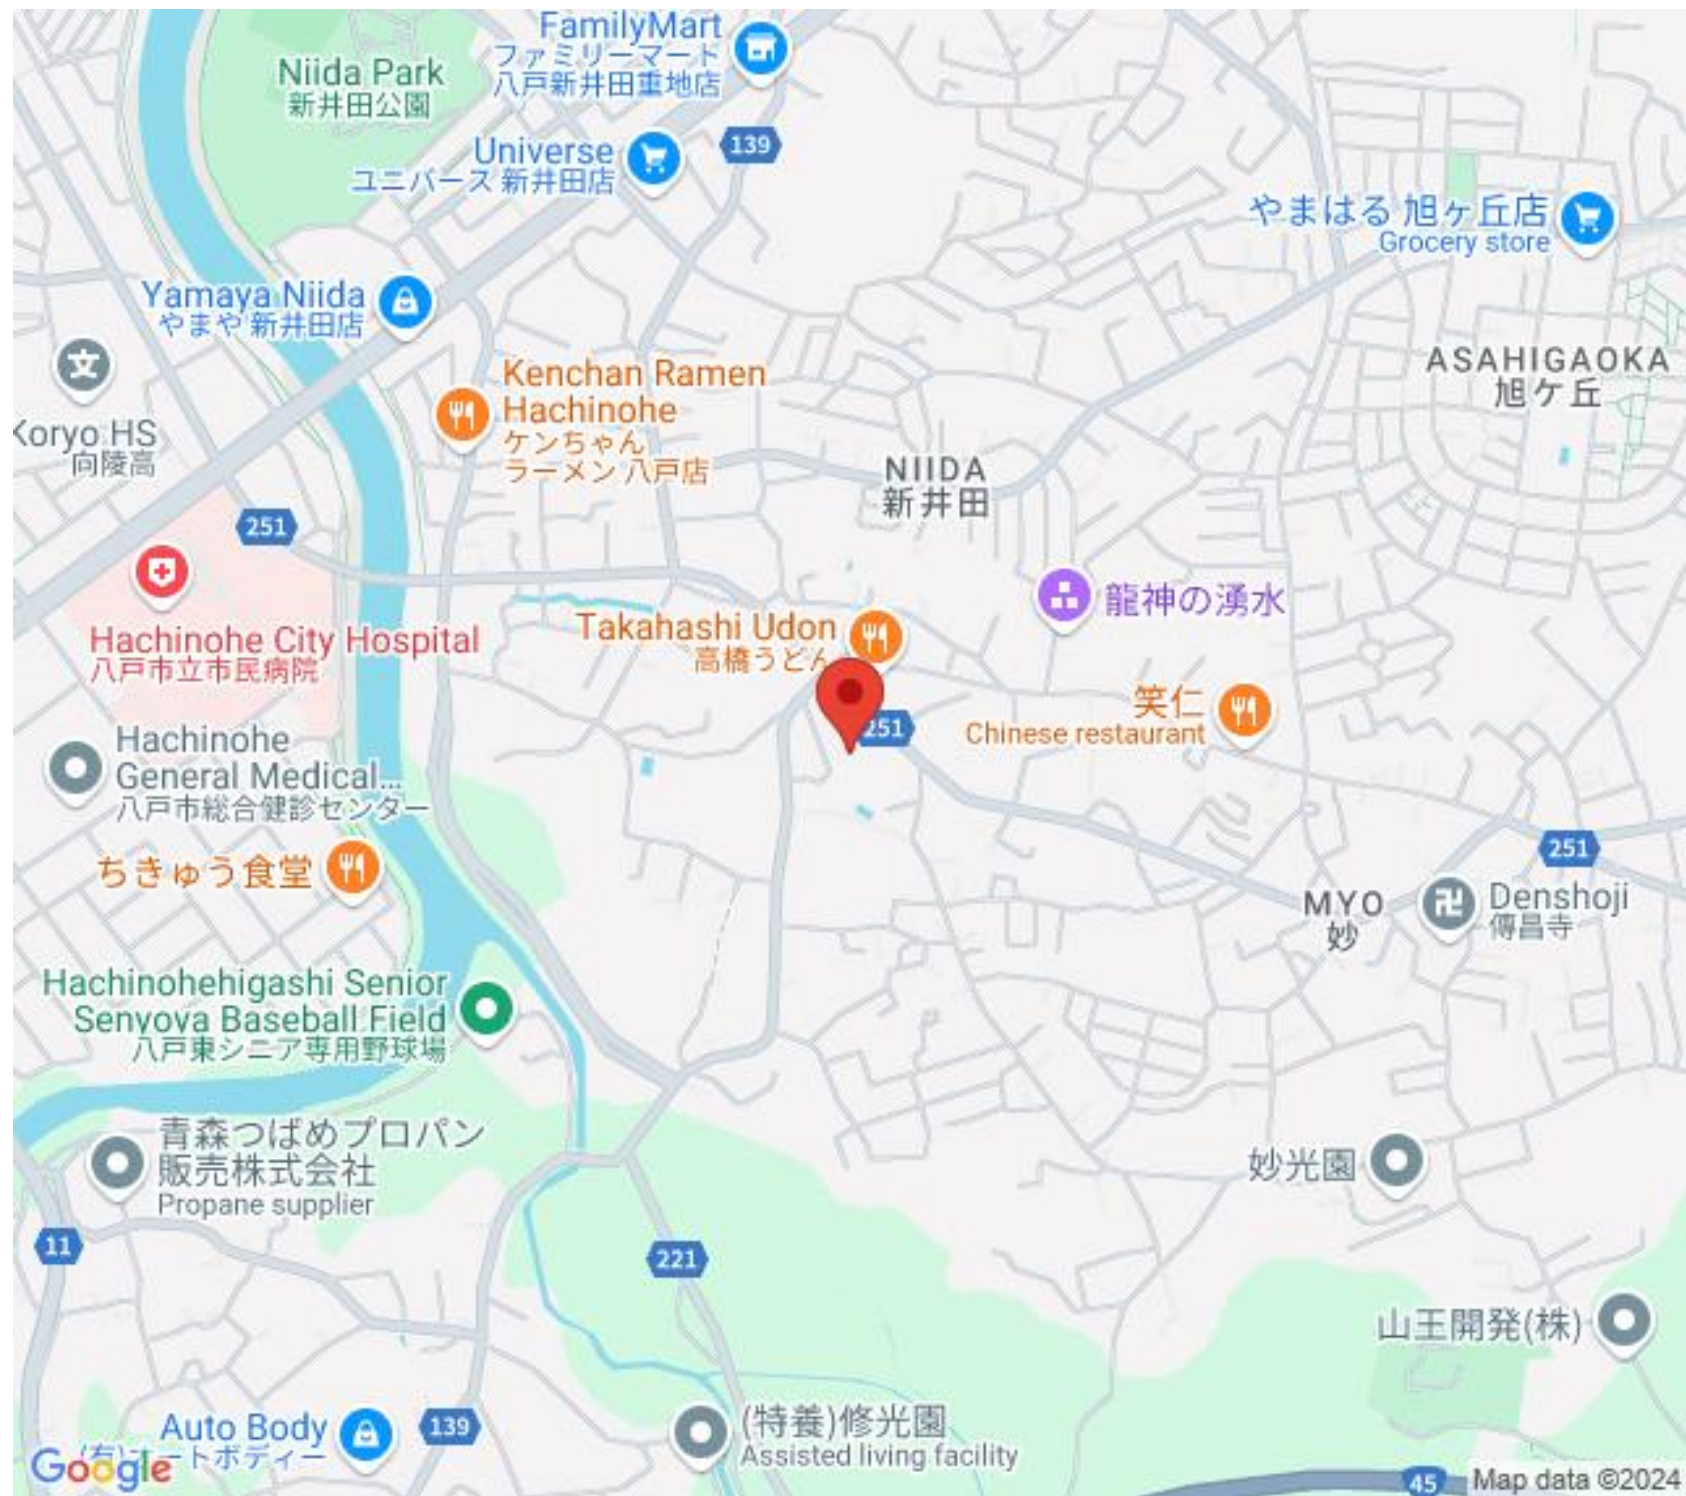 FamilyMart
ファミリーマート
八戸新井田重地店
Niida Park
新井田公園
139
Universe
ユニバース 新井田店
やまはる 旭ヶ丘店
Grocery store
Yamaya Niida
やまや 新井田店
Koryo HS
向陵高
Kenchan Ramen
Hachinohe
ケンちゃん
ラーメン 八戸店
ASAHIGAOKA
旭ケ丘
NIIDA
新井田
251
Hachinohe City Hospital
八戸市立市民病院
龍神の湧水
Takahashi Udon
高橋うどん
251
笑仁
Chinese restaurant
Hachinohe
General Medical...
八戸市総合健診センター
ちきゅう食堂
251
MYO
妙
Denshoji
傳昌寺
Hachinohehigashi Senior
Senyova Baseball Field
八戸東シニア専用野球場
青森つばめプロパン
販売株式会社
Propane supplier
妙光園
11
221
山王開発(株)
Auto Body
(有)オートボディー
139
(特養)修光園
Assisted living facility
Google
45
Map data ©2024